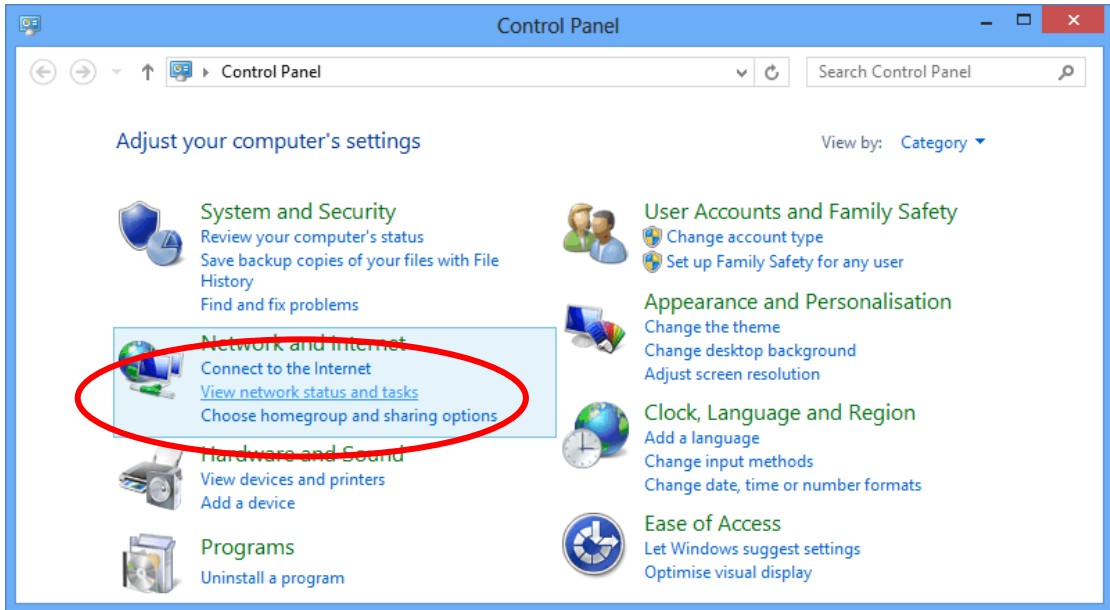 Control Panel
Control Panel
Search Control Panel
Adjust your computer's settings
View by: Category
System and Security
Review your computer's status
Save backup copies of your files with File
History
Find and fix problems
Network and Internet
Connect to the Internet
View network status and tasks
Choose homegroup and sharing options
Hardware and Sound
View devices and printers
Add a device
Programs
Uninstall a program
User Accounts and Family Safety
Change account type
Set up Family Safety for any user
Appearance and Personalisation
Change the theme
Change desktop background
Adjust screen resolution
Clock, Language and Region
Add a language
Change input methods
Change date, time or number formats
Ease of Access
Let Windows suggest settings
Optimise visual display